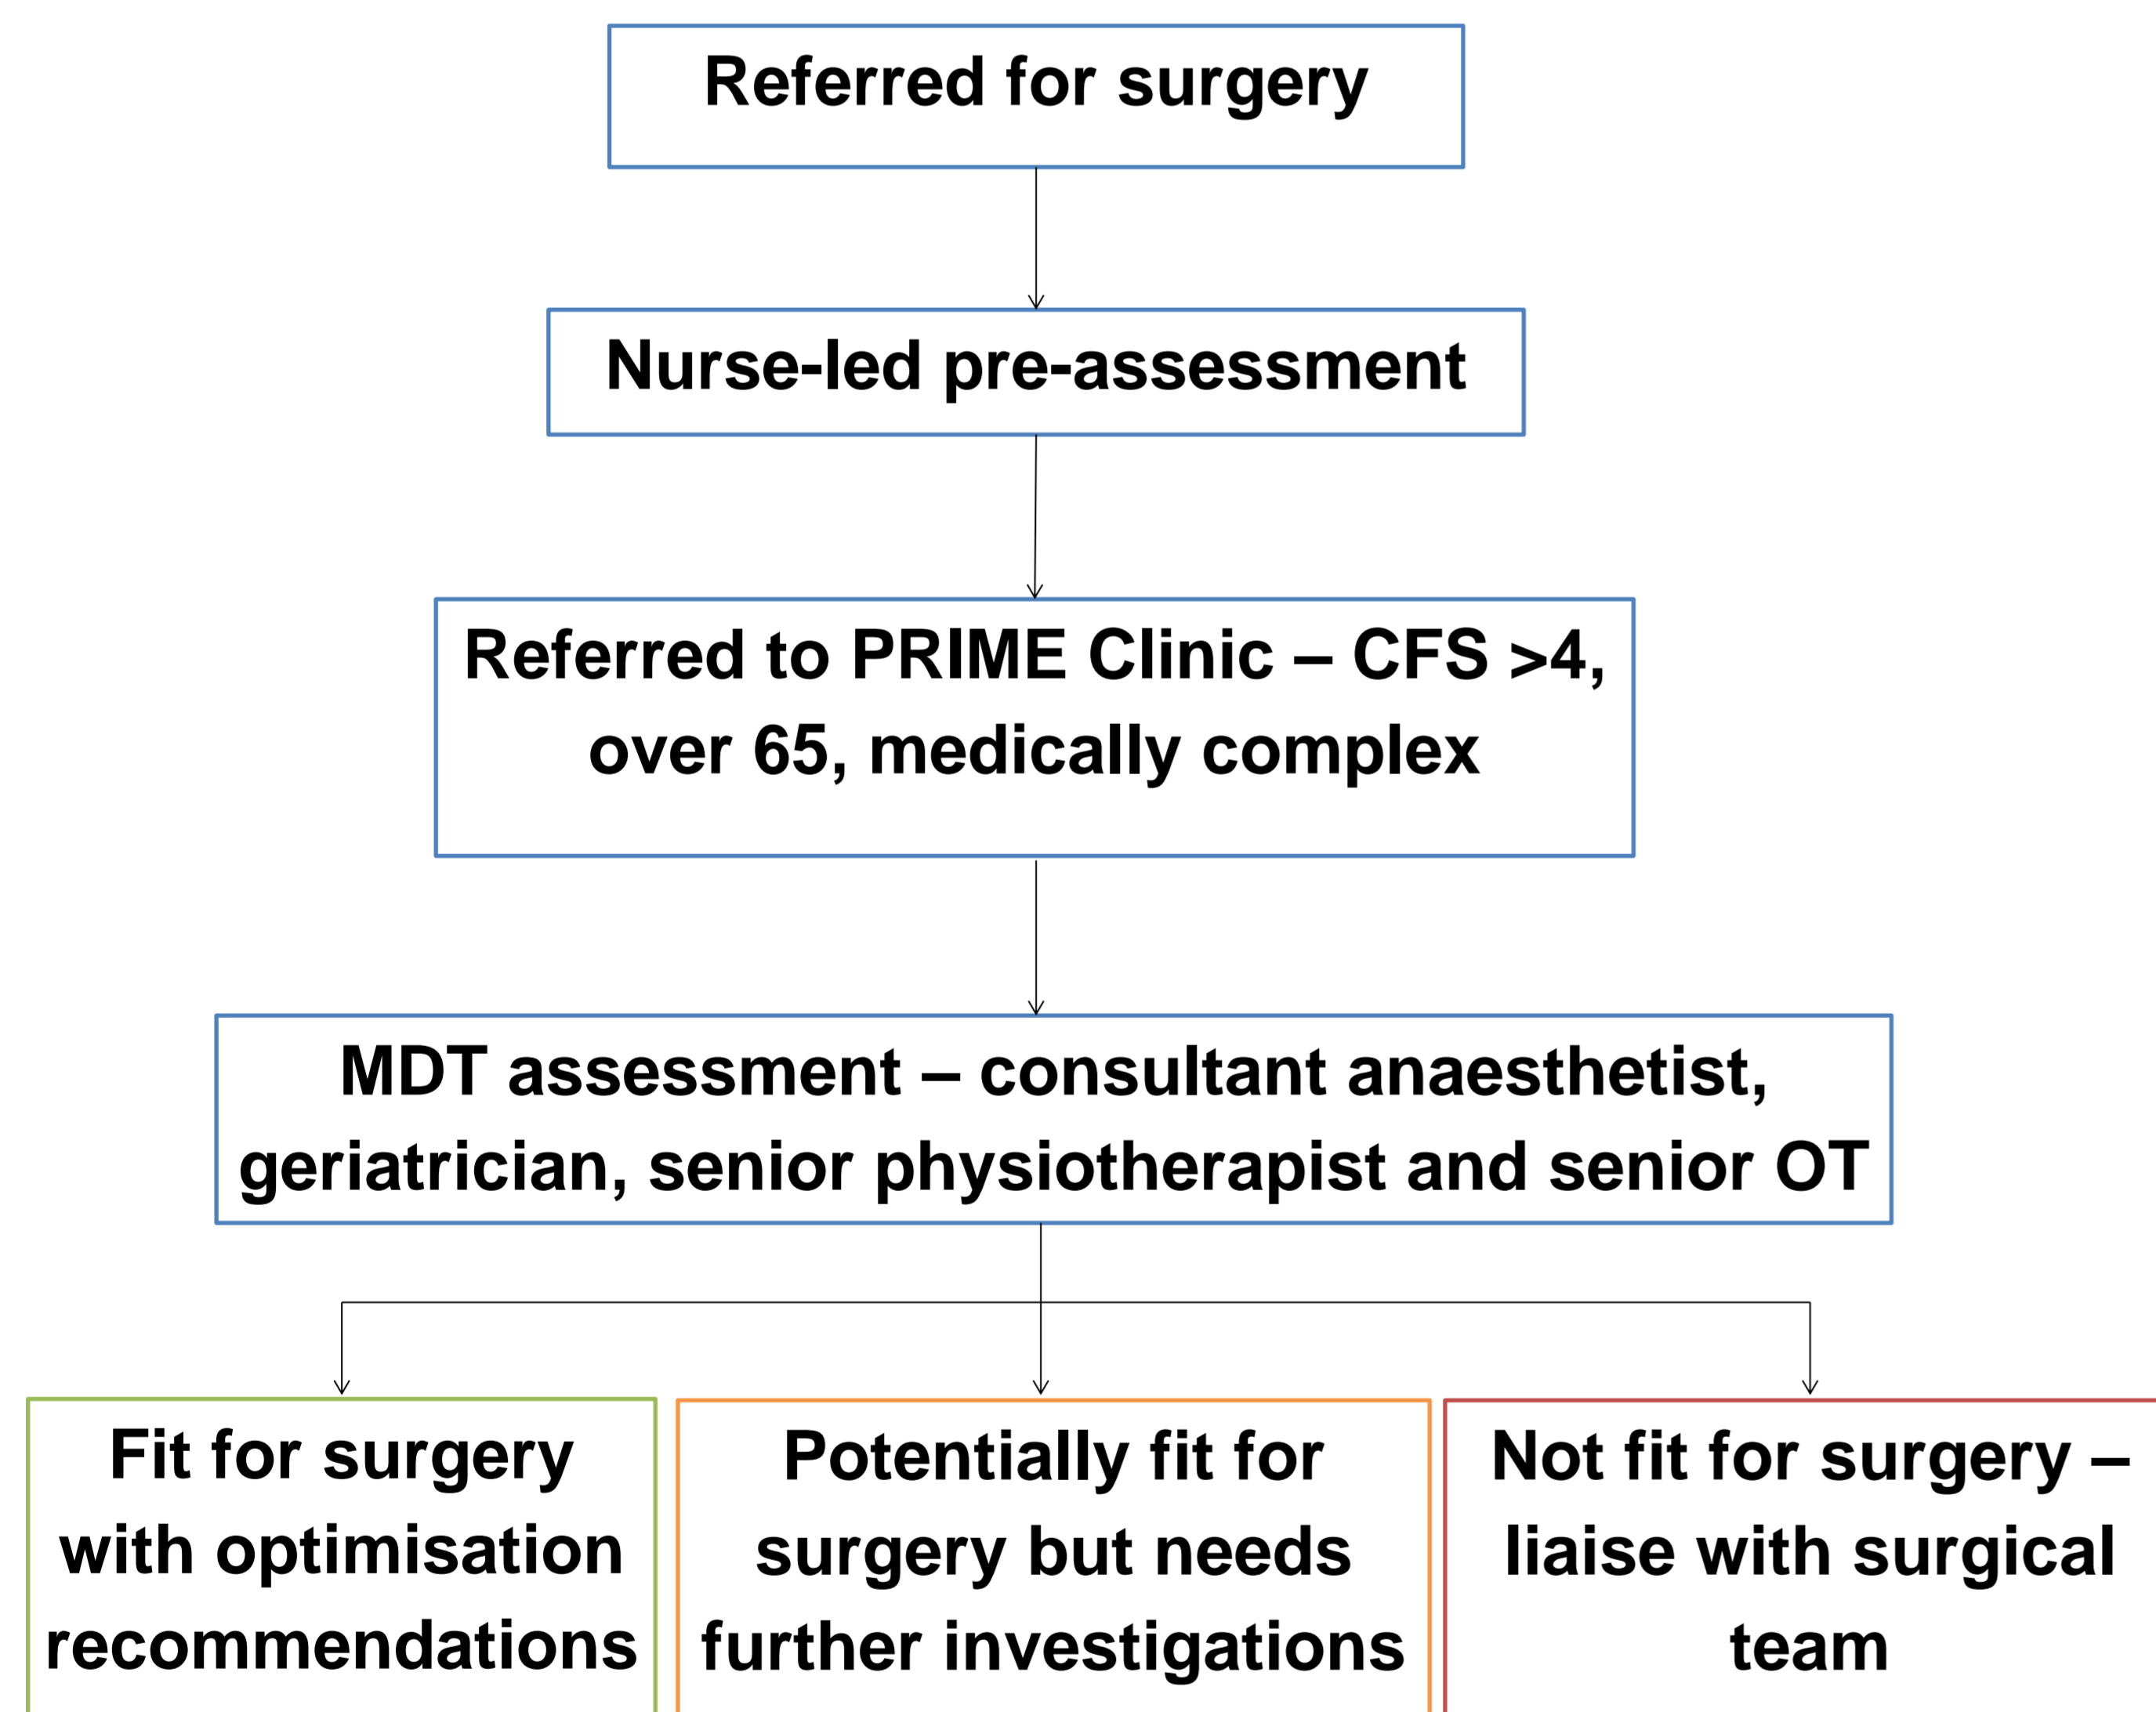 Referred for surgery
Nurse-led pre-assessment
Referred to PRIME Clinic – CFS >4,
over 65, medically complex
MDT assessment – consultant anaesthetist,
geriatrician, senior physiotherapist and senior OT
Fit for surgery
with optimisation
recommendations
Potentially fit for
surgery but needs
further investigations
Not fit for surgery –
liaise with surgical
team